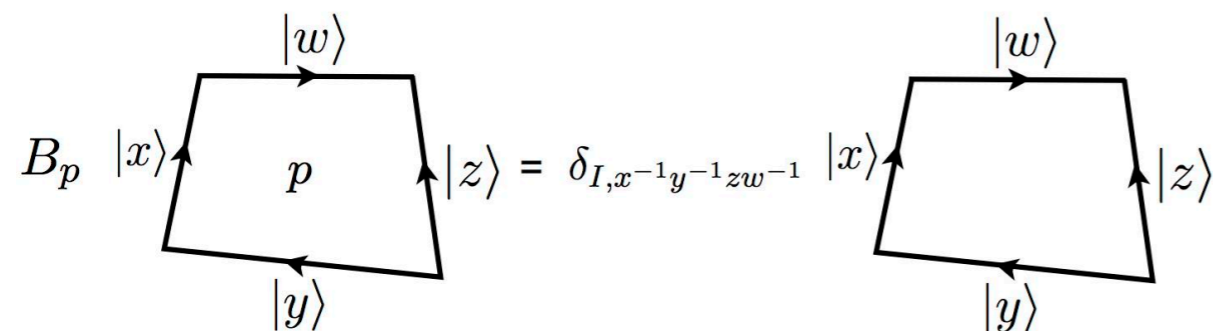 |w⟩ |w⟩
B_p |x⟩ p |z⟩ = δ_{I,x^{-1}y^{-1}zw^{-1}} |x⟩ |z⟩
|y⟩ |y⟩